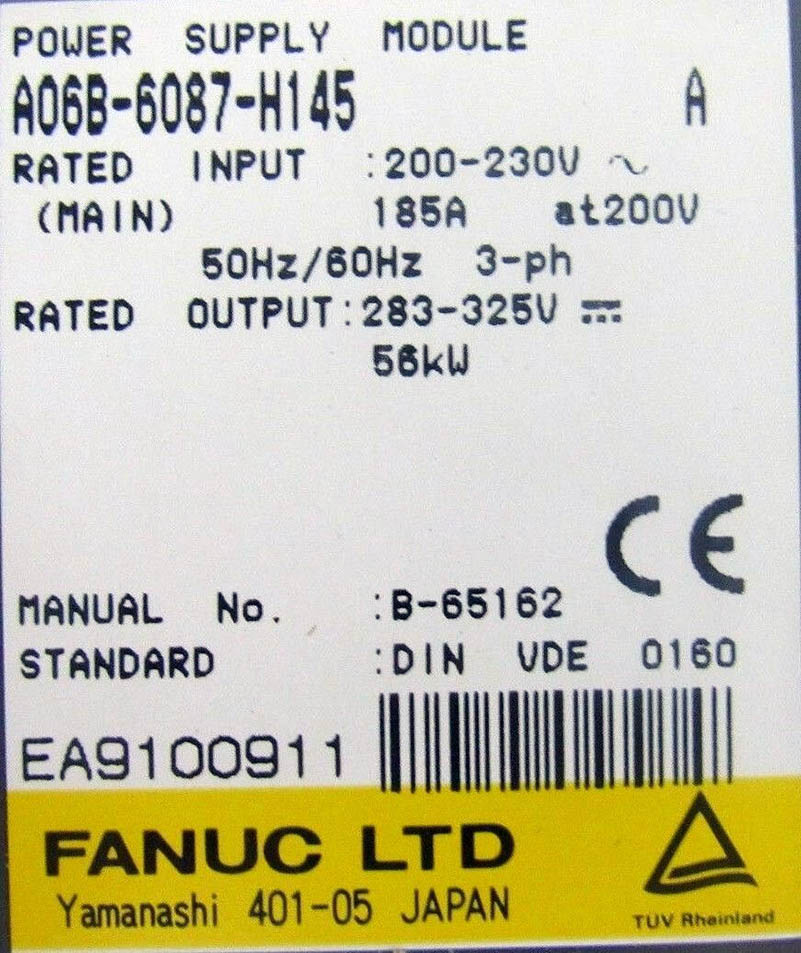 POWER SUPPLY MODULE
A06B-6087-H145 A
RATED INPUT :200-230V ~
(MAIN) 185A at200V
50Hz/60Hz 3-ph
RATED OUTPUT:283-325V ⎓
56kW
CE
MANUAL No. :B-65162
STANDARD :DIN VDE 0160
EA9100911
FANUC LTD
Yamanashi 401-05 JAPAN
TUV Rheinland